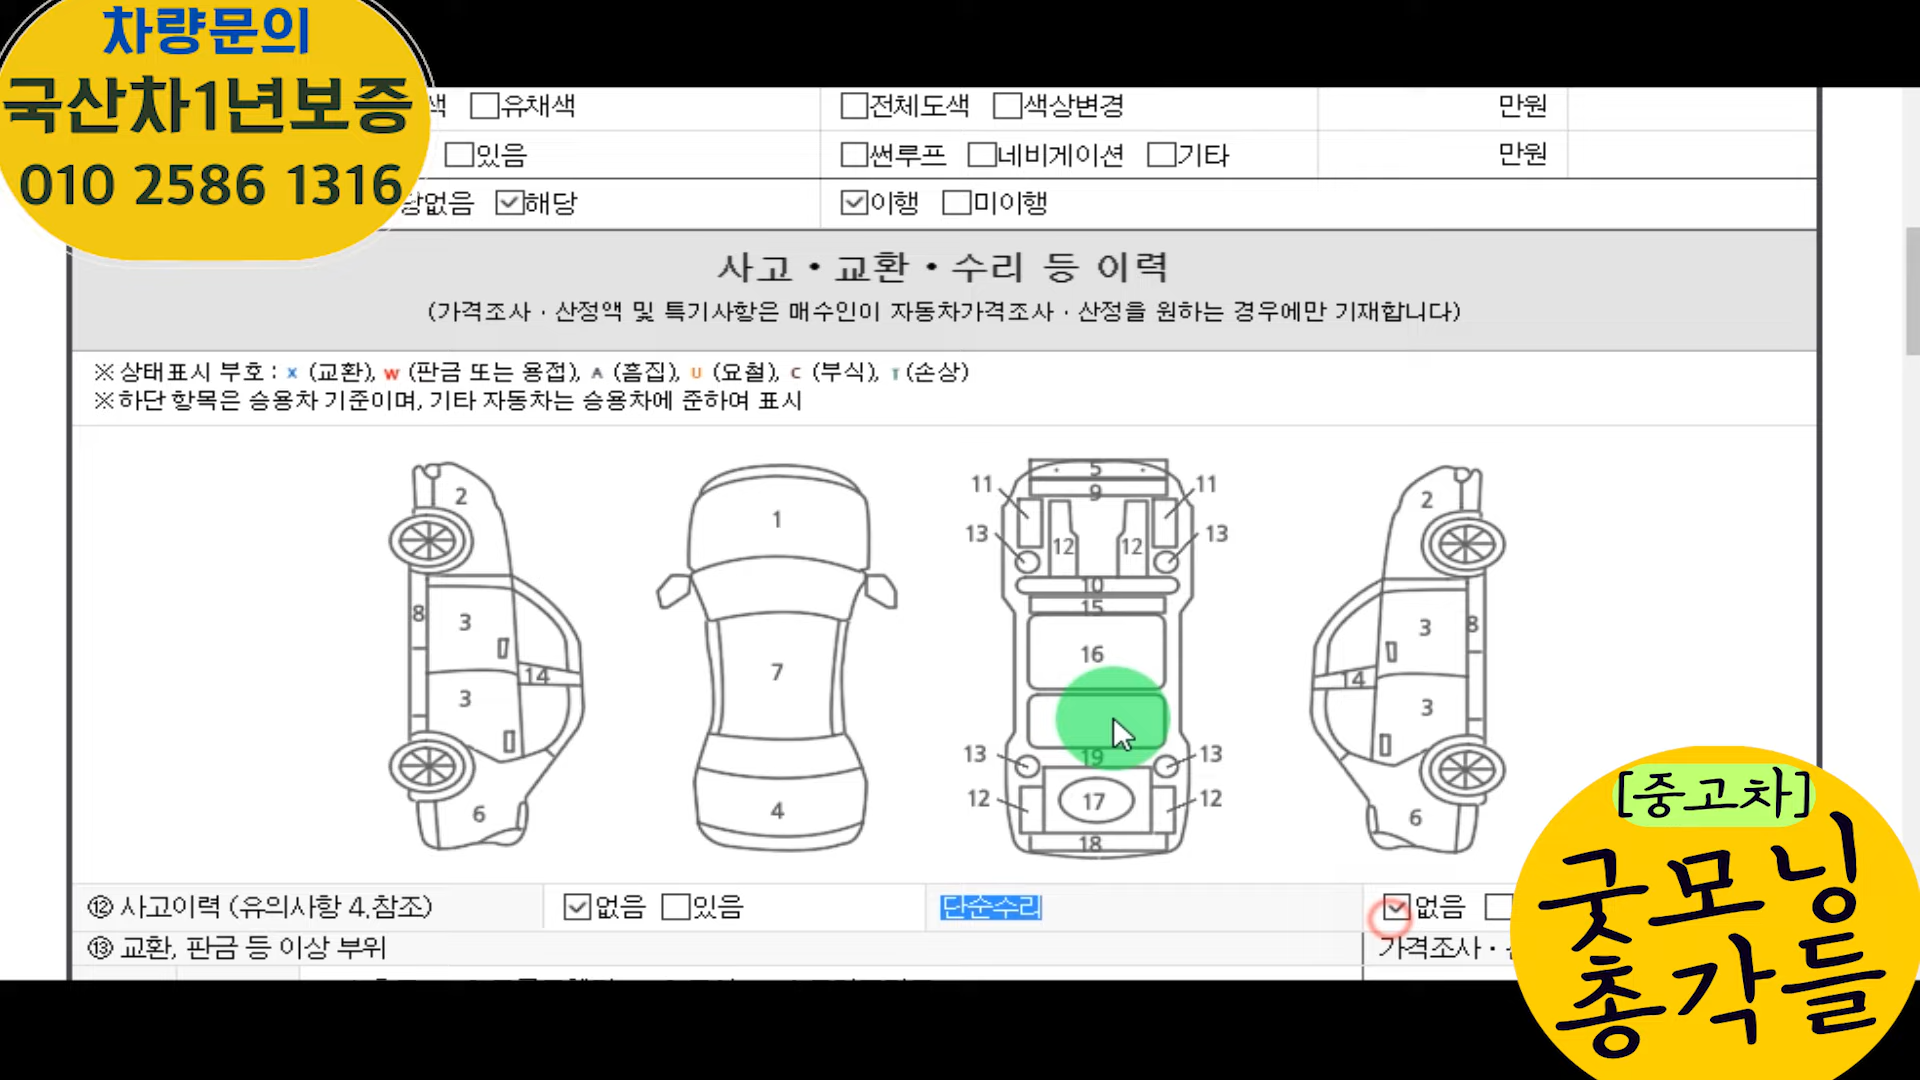 차량문의
국산차1년보증
010 2586 1316
색 유채색 전체도색 색상변경 만원
있음 썬루프 네비게이션 기타 만원
당없음 해당 이행 미이행
사고·교환·수리 등 이력
(가격조사·산정액 및 특기사항은 매수인이 자동차가격조사·산정을 원하는 경우에만 기재합니다)
※ 상태표시 부호 : X (교환), W (판금 또는 용접), A (흠집), U (요철), C (부식), T (손상)
※ 하단 항목은 승용차 기준이며, 기타 자동차는 승용차에 준하여 표시
2 8 3 3 14 6
1 7 4
5 9 11 11 13 13 12 12 10 15 16 19 13 13 12 12 17 18
2 3 8 4 3 6
⑫ 사고이력 (유의사항 4.참조) 없음 있음 단순수리 없음
⑬ 교환, 판금 등 이상 부위 가격조사·
[중고차]
굿모닝
총각들